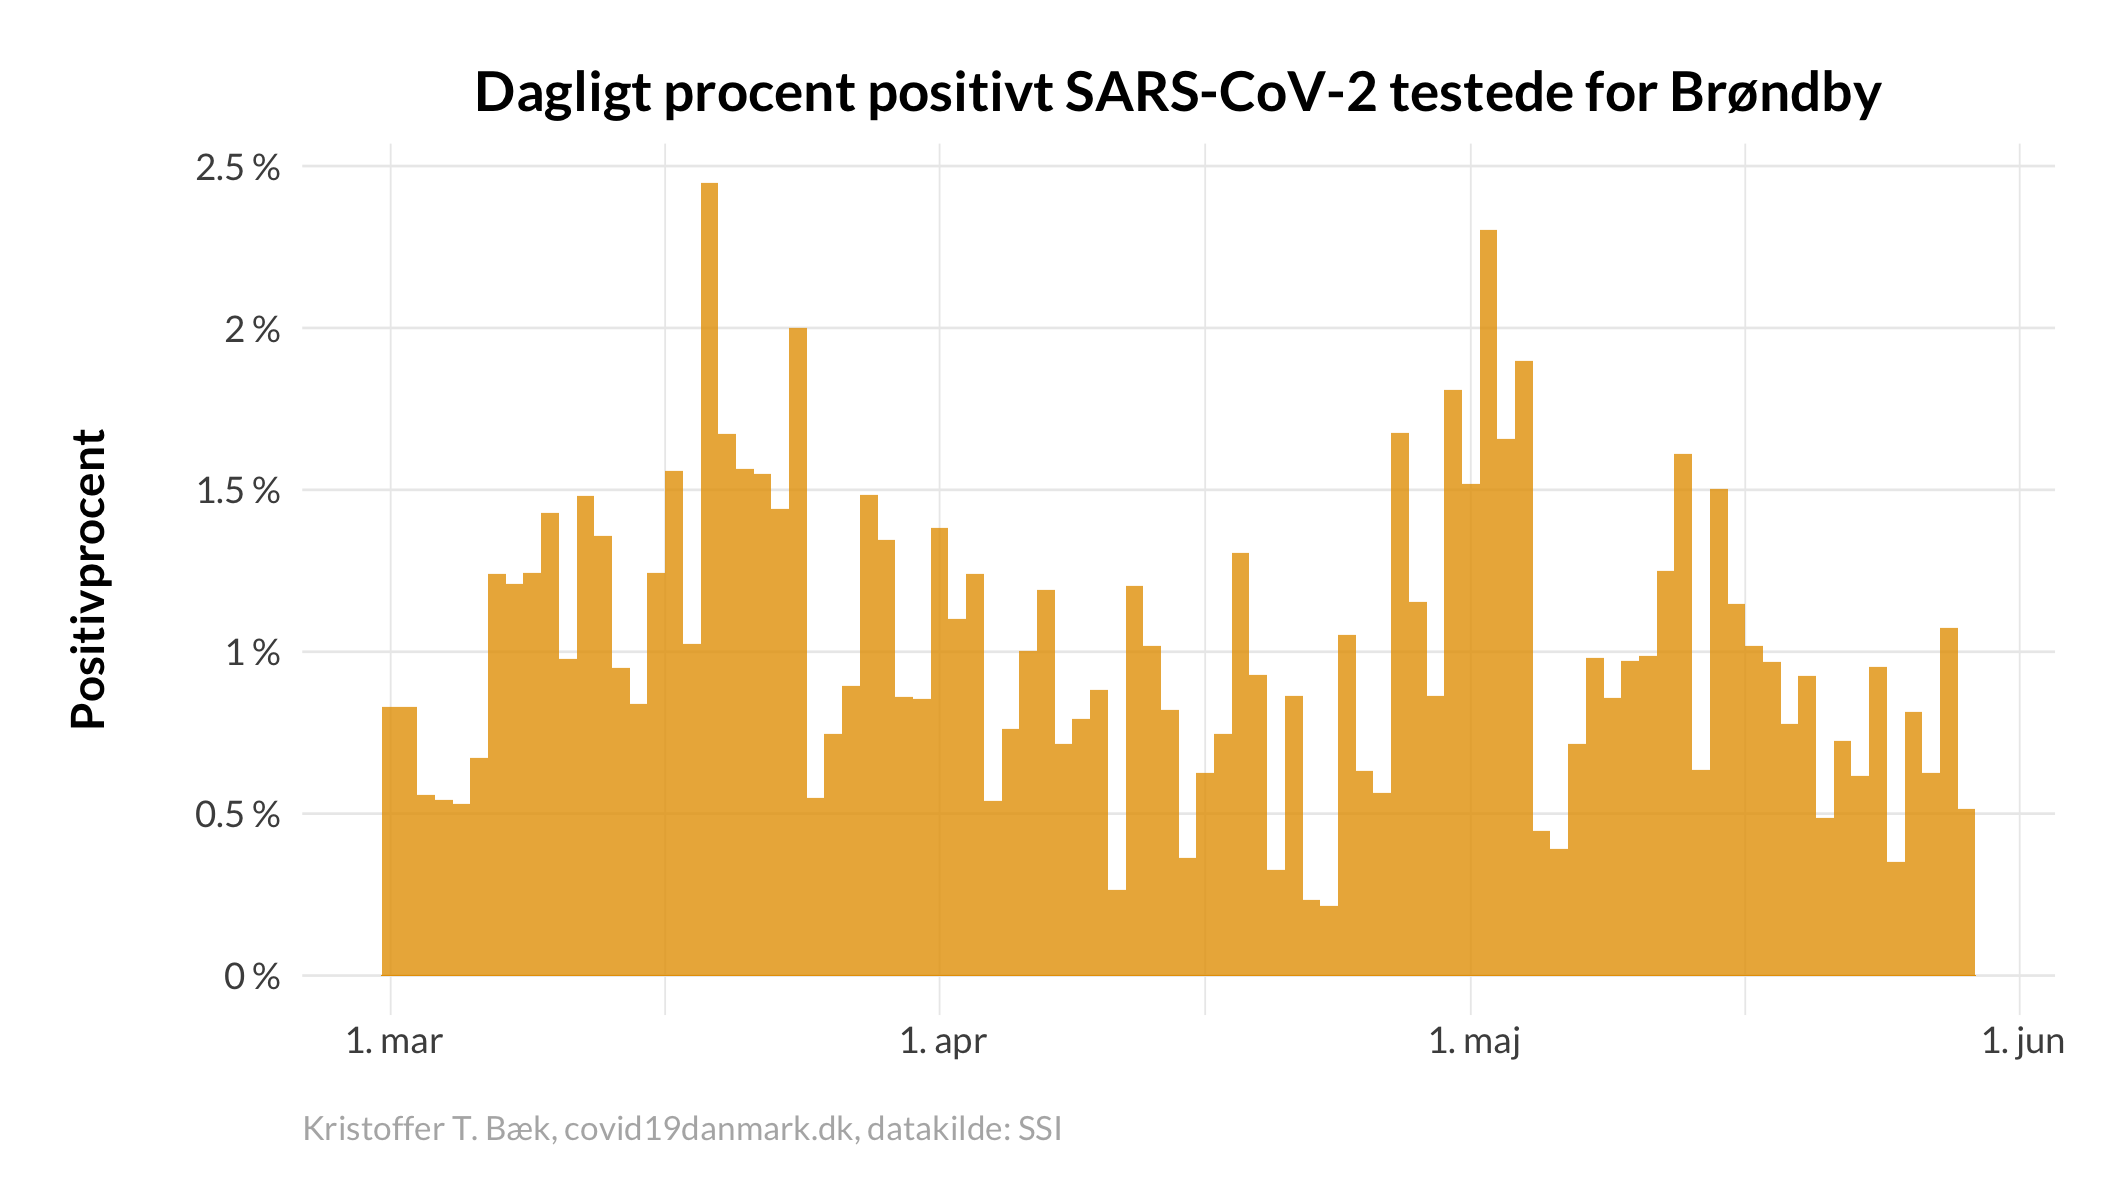 Dagligt procent positivt SARS-CoV-2 testede for Brøndby
Positivprocent
2.5 %
2 %
1.5 %
1 %
0.5 %
0 %
1. mar
1. apr
1. maj
1. jun
Kristoffer T. Bæk, covid19danmark.dk, datakilde: SSI